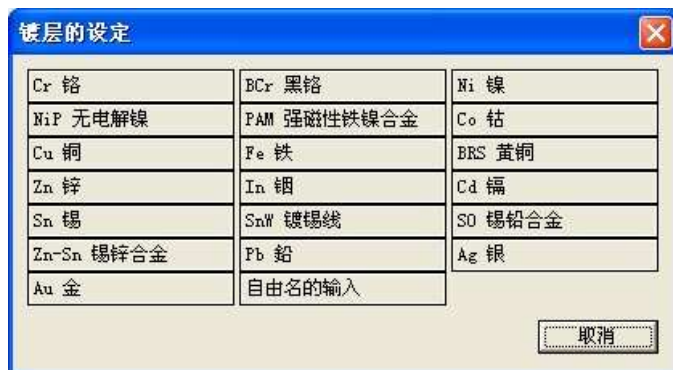 镀层的设定
Cr 铬 BCr 黑铬 Ni 镍
NiP 无电解镍 PAM 强磁性铁镍合金 Co 钴
Cu 铜 Fe 铁 BRS 黄铜
Zn 锌 In 铟 Cd 镉
Sn 锡 SnW 镀锡线 SO 锡铅合金
Zn-Sn 锡锌合金 Pb 鉛 Ag 银
Au 金 自由名的输入
取消